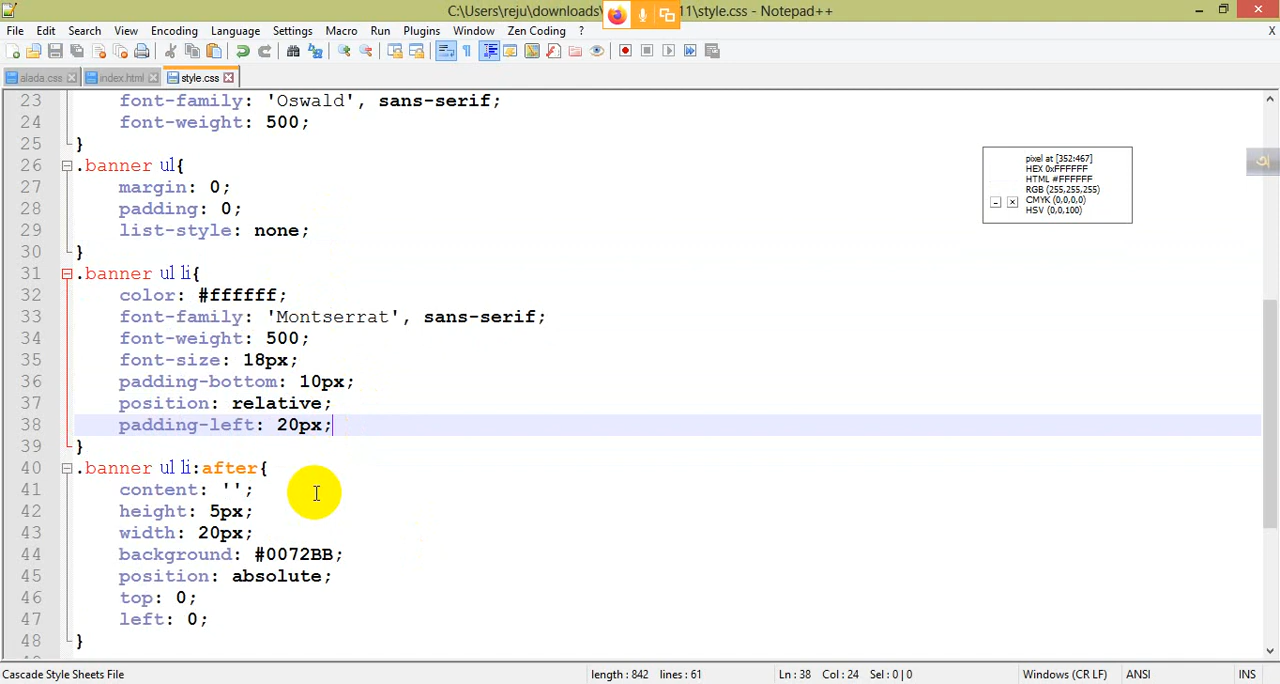 C:\Users\reju\downloads\
11\style.css - Notepad++
File Edit Search View Encoding Language Settings Macro Run Plugins Window Zen Coding ?
X
alada.css index.html style.css
23 font-family: 'Oswald', sans-serif;
24 font-weight: 500;
25 }
26 .banner ul{
27 margin: 0;
28 padding: 0;
29 list-style: none;
30 }
31 .banner ul li{
32 color: #ffffff;
33 font-family: 'Montserrat', sans-serif;
34 font-weight: 500;
35 font-size: 18px;
36 padding-bottom: 10px;
37 position: relative;
38 padding-left: 20px;
39 }
40 .banner ul li:after{
41 content: '';
42 height: 5px;
43 width: 20px;
44 background: #0072BB;
45 position: absolute;
46 top: 0;
47 left: 0;
48 }
pixel at [352:467]
HEX 0xFFFFFF
HTML #FFFFFF
RGB (255,255,255)
CMYK (0,0,0,0)
HSV (0,0,100)
অ
Cascade Style Sheets File length : 842 lines : 61 Ln : 38 Col : 24 Sel : 0 | 0 Windows (CR LF) ANSI INS